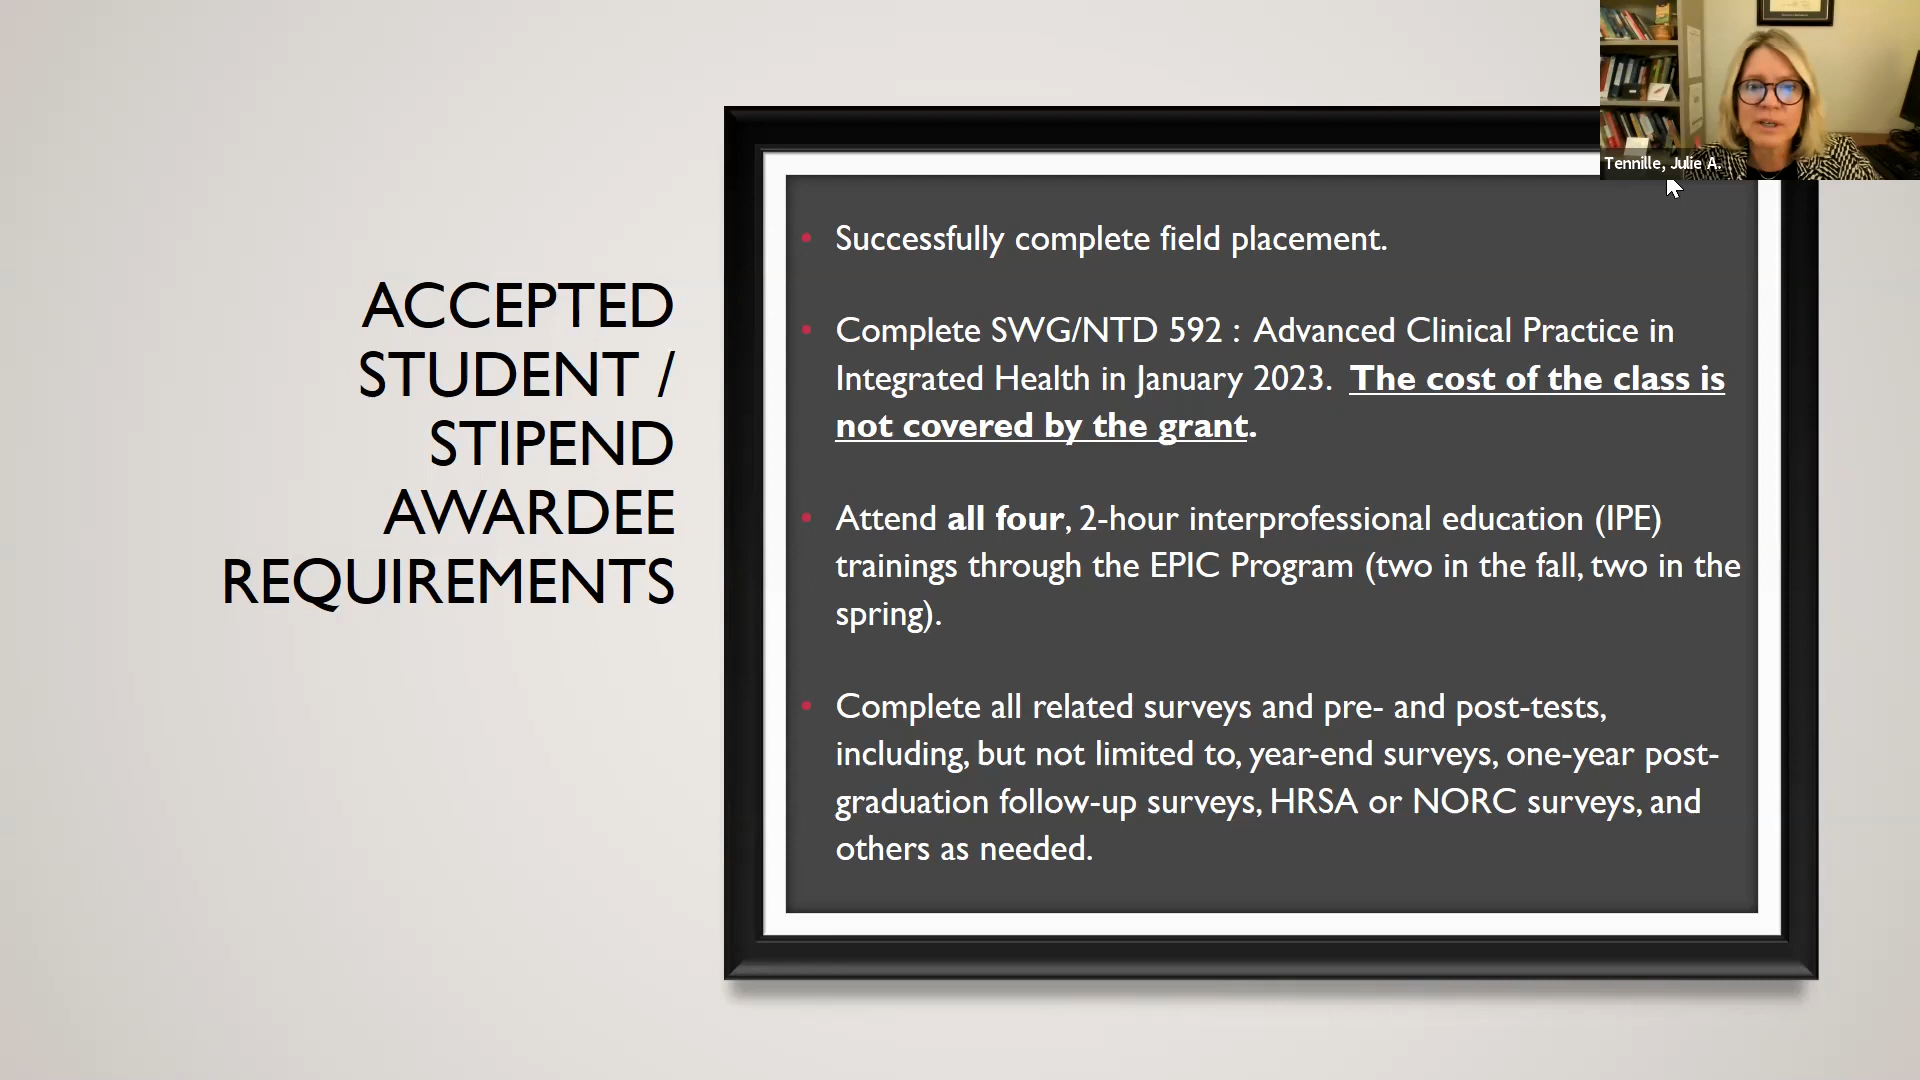 Tennille, Julie A.
ACCEPTED
STUDENT /
STIPEND
AWARDEE
REQUIREMENTS
• Successfully complete field placement.
• Complete SWG/NTD 592 : Advanced Clinical Practice in
Integrated Health in January 2023. The cost of the class is
not covered by the grant.
• Attend all four, 2-hour interprofessional education (IPE)
trainings through the EPIC Program (two in the fall, two in the
spring).
• Complete all related surveys and pre- and post-tests,
including, but not limited to, year-end surveys, one-year post-
graduation follow-up surveys, HRSA or NORC surveys, and
others as needed.